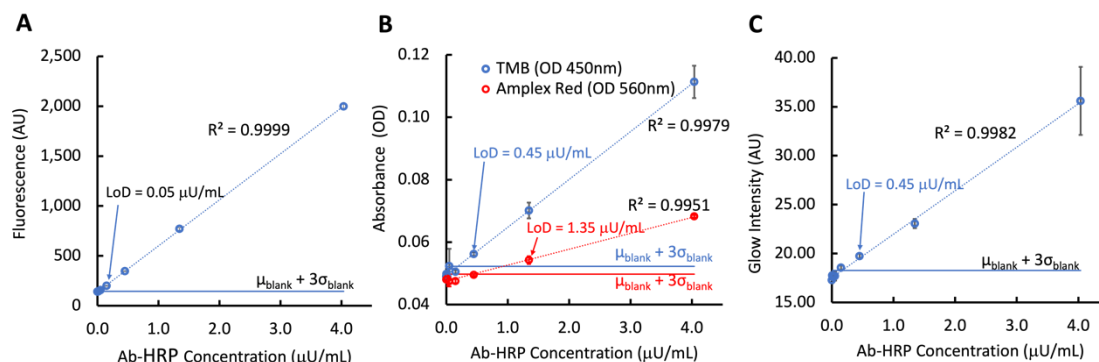 A
Fluorescence (AU)
2,500
2,000
1,500
1,000
500
0
R² = 0.9999
LoD = 0.05 μU/mL
μblank + 3σblank
0.0 1.0 2.0 3.0 4.0
Ab-HRP Concentration (μU/mL)
B
Absorbance (OD)
0.12
0.10
0.08
0.06
0.04
TMB (OD 450nm)
Amplex Red (OD 560nm)
R² = 0.9979
LoD = 0.45 μU/mL
R² = 0.9951
LoD = 1.35 μU/mL
μblank + 3σblank
μblank + 3σblank
0.0 1.0 2.0 3.0 4.0
Ab-HRP Concentration (μU/mL)
C
Glow Intensity (AU)
40.00
35.00
30.00
25.00
20.00
15.00
R² = 0.9982
LoD = 0.45 μU/mL
μblank + 3σblank
0.0 1.0 2.0 3.0 4.0
Ab-HRP Concentration (μU/mL)